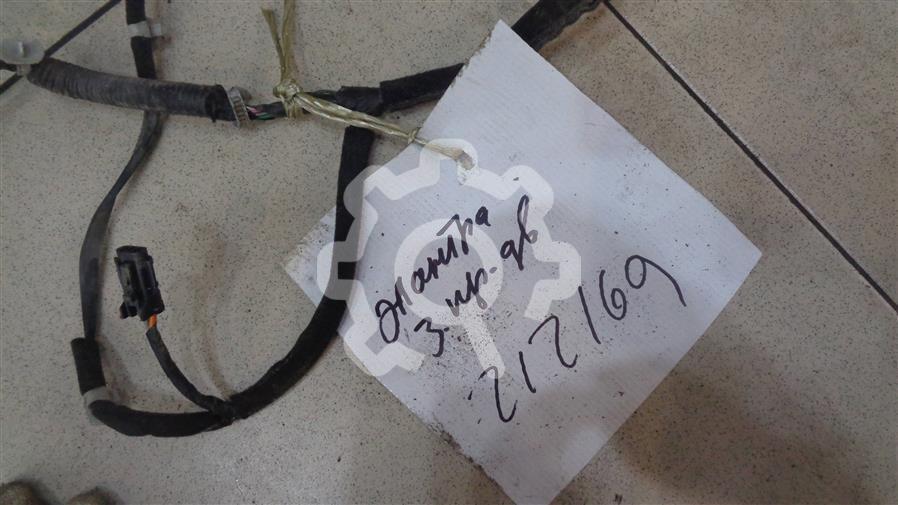 Элантра
з. пр. дв
212169